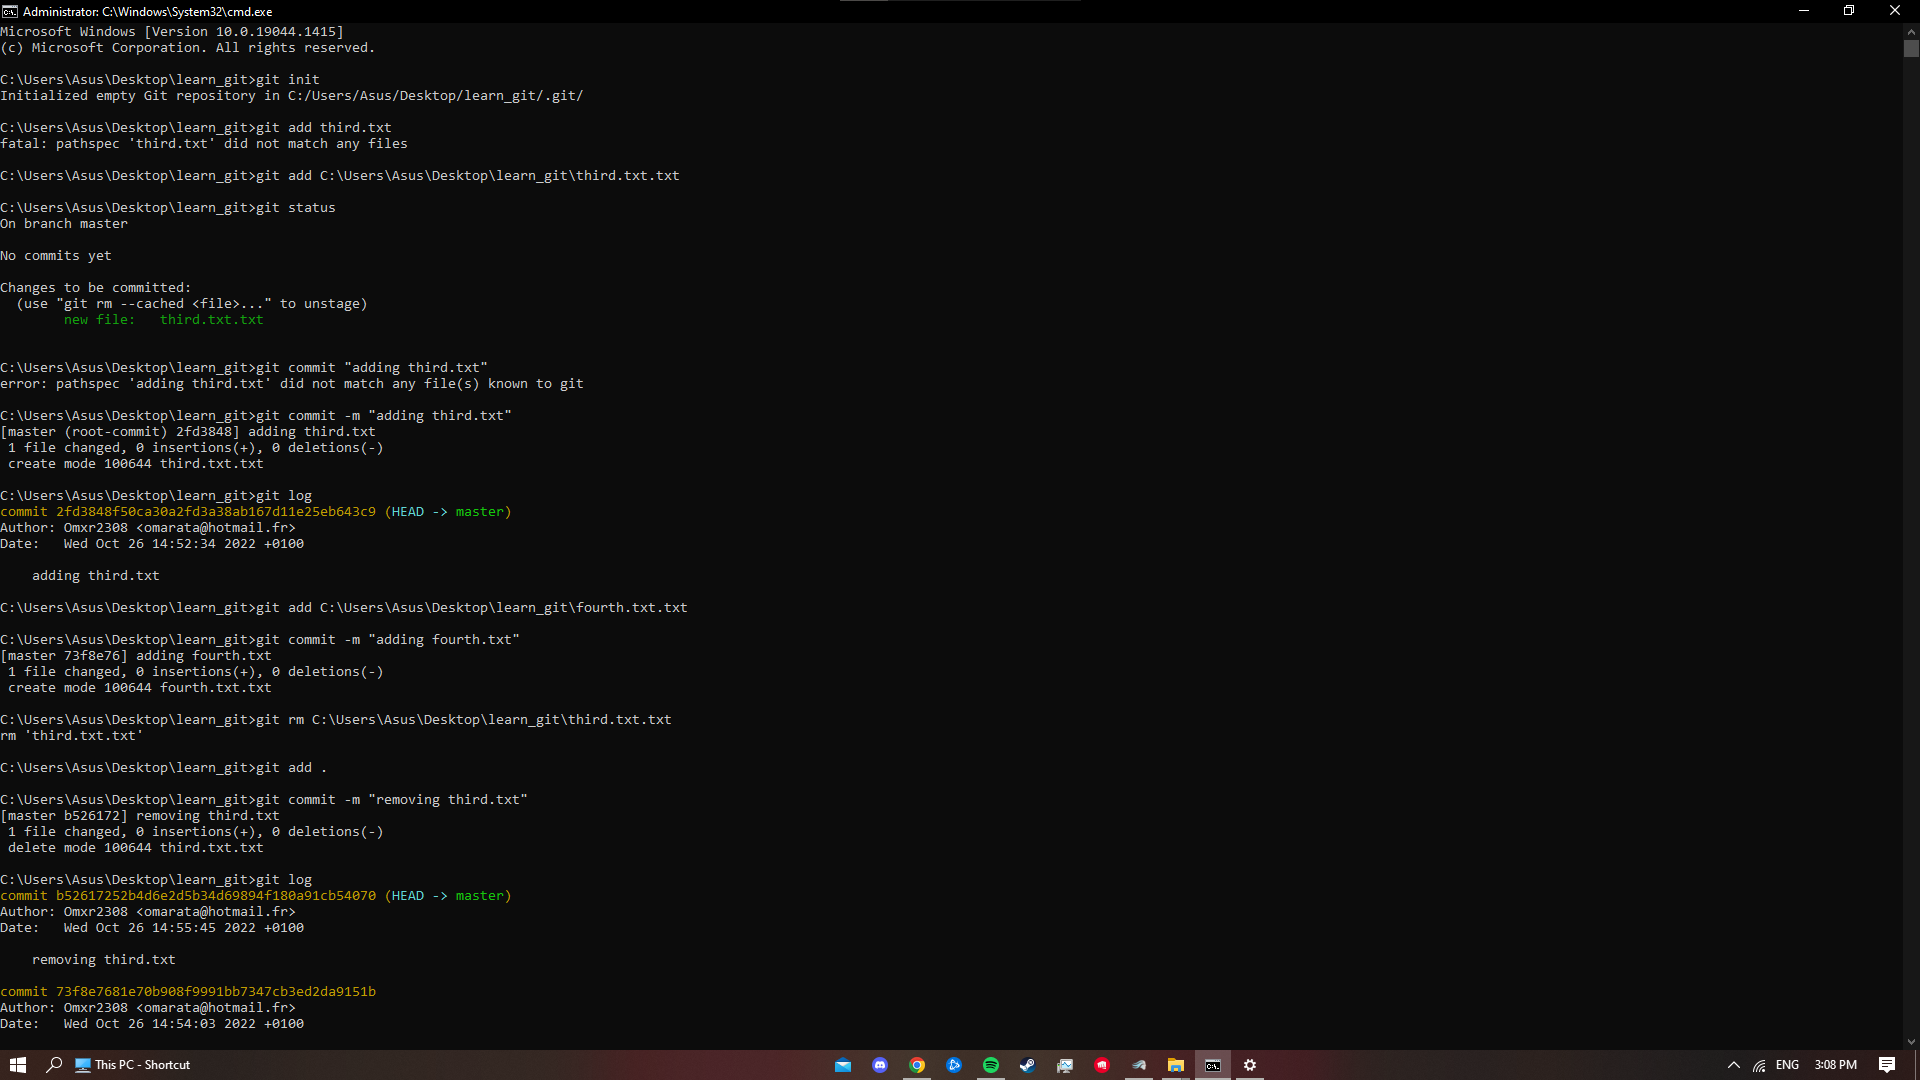 Administrator: C:\Windows\System32\cmd.exe
Microsoft Windows [Version 10.0.19044.1415]
(c) Microsoft Corporation. All rights reserved.
C:\Users\Asus\Desktop\learn_git>git init
Initialized empty Git repository in C:/Users/Asus/Desktop/learn_git/.git/
C:\Users\Asus\Desktop\learn_git>git add third.txt
fatal: pathspec 'third.txt' did not match any files
C:\Users\Asus\Desktop\learn_git>git add C:\Users\Asus\Desktop\learn_git\third.txt.txt
C:\Users\Asus\Desktop\learn_git>git status
On branch master
No commits yet
Changes to be committed:
  (use "git rm --cached <file>..." to unstage)
        new file:   third.txt.txt
C:\Users\Asus\Desktop\learn_git>git commit "adding third.txt"
error: pathspec 'adding third.txt' did not match any file(s) known to git
C:\Users\Asus\Desktop\learn_git>git commit -m "adding third.txt"
[master (root-commit) 2fd3848] adding third.txt
 1 file changed, 0 insertions(+), 0 deletions(-)
 create mode 100644 third.txt.txt
C:\Users\Asus\Desktop\learn_git>git log
commit 2fd3848f50ca30a2fd3a38ab167d11e25eb643c9 (HEAD -> master)
Author: Omxr2308 <omarata@hotmail.fr>
Date:   Wed Oct 26 14:52:34 2022 +0100
    adding third.txt
C:\Users\Asus\Desktop\learn_git>git add C:\Users\Asus\Desktop\learn_git\fourth.txt.txt
C:\Users\Asus\Desktop\learn_git>git commit -m "adding fourth.txt"
[master 73f8e76] adding fourth.txt
 1 file changed, 0 insertions(+), 0 deletions(-)
 create mode 100644 fourth.txt.txt
C:\Users\Asus\Desktop\learn_git>git rm C:\Users\Asus\Desktop\learn_git\third.txt.txt
rm 'third.txt.txt'
C:\Users\Asus\Desktop\learn_git>git add .
C:\Users\Asus\Desktop\learn_git>git commit -m "removing third.txt"
[master b526172] removing third.txt
 1 file changed, 0 insertions(+), 0 deletions(-)
 delete mode 100644 third.txt.txt
C:\Users\Asus\Desktop\learn_git>git log
commit b52617252b4d6e2d5b34d69894f180a91cb54070 (HEAD -> master)
Author: Omxr2308 <omarata@hotmail.fr>
Date:   Wed Oct 26 14:55:45 2022 +0100
    removing third.txt
commit 73f8e7681e70b908f9991bb7347cb3ed2da9151b
Author: Omxr2308 <omarata@hotmail.fr>
Date:   Wed Oct 26 14:54:03 2022 +0100
This PC - Shortcut
ENG
3:08 PM